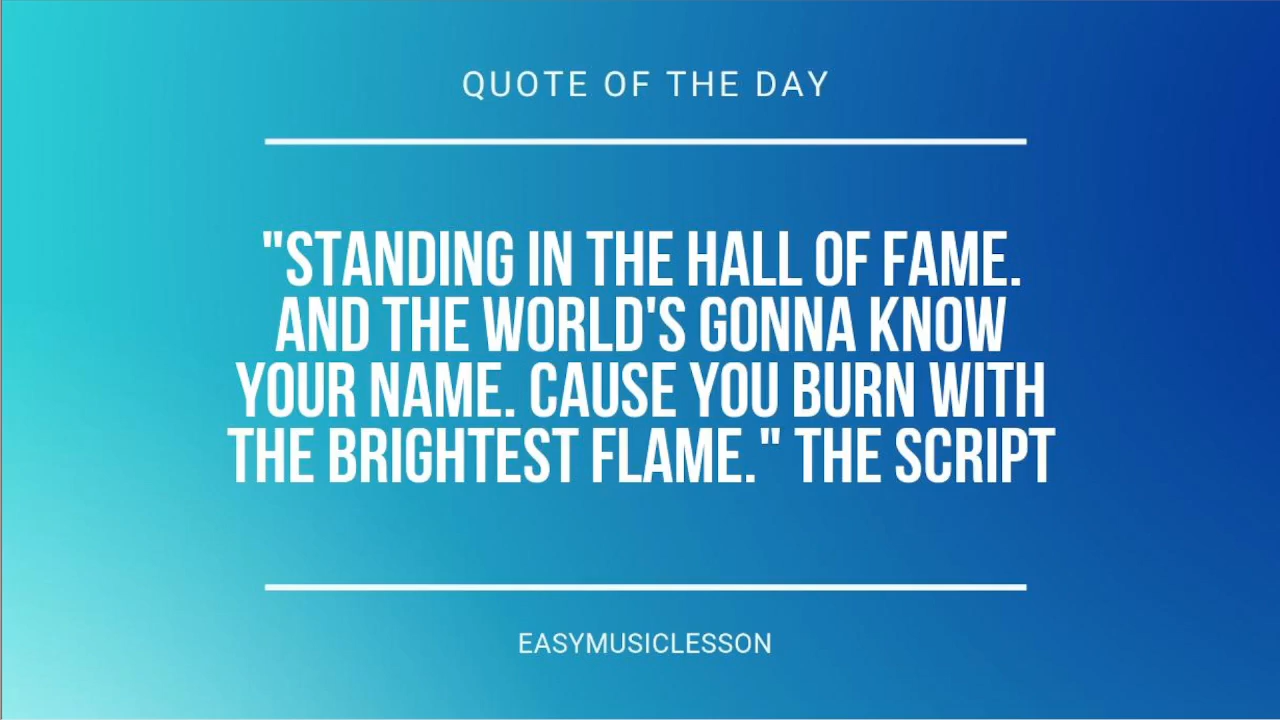 QUOTE OF THE DAY
"STANDING IN THE HALL OF FAME.
AND THE WORLD'S GONNA KNOW
YOUR NAME. CAUSE YOU BURN WITH
THE BRIGHTEST FLAME." THE SCRIPT
EASYMUSICLESSON